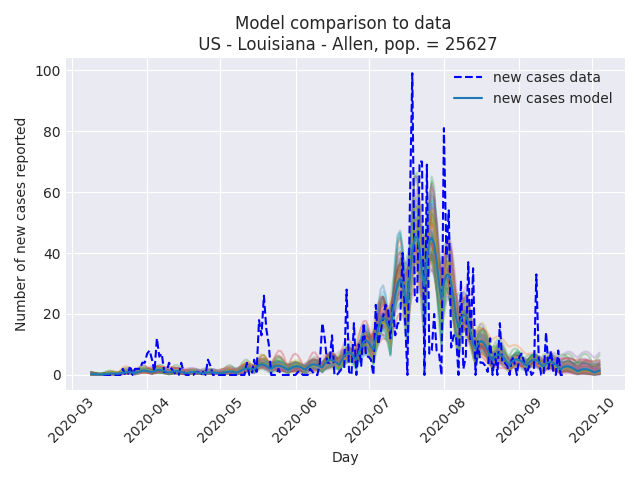 Model comparison to data
US - Louisiana - Allen, pop. = 25627
new cases data
new cases model
Number of new cases reported
100
80
60
40
20
0
2020-03
2020-04
2020-05
2020-06
2020-07
2020-08
2020-09
2020-10
Day